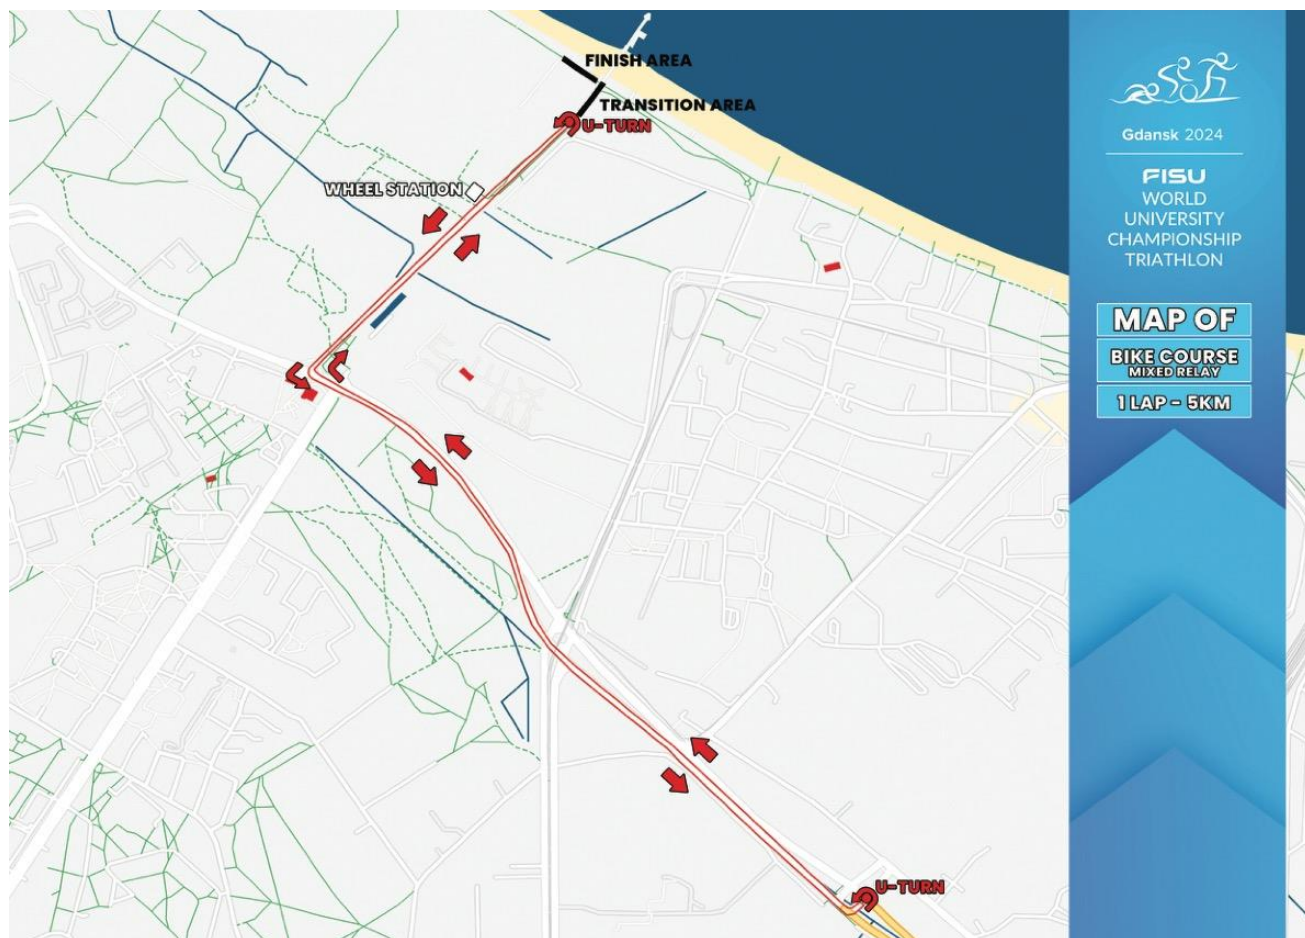 FINISH AREA
TRANSITION AREA
U-TURN
WHEEL STATION
U-TURN
Gdansk 2024
FISU
WORLD
UNIVERSITY
CHAMPIONSHIP
TRIATHLON
MAP OF
BIKE COURSE
MIXED RELAY
1 LAP - 5KM